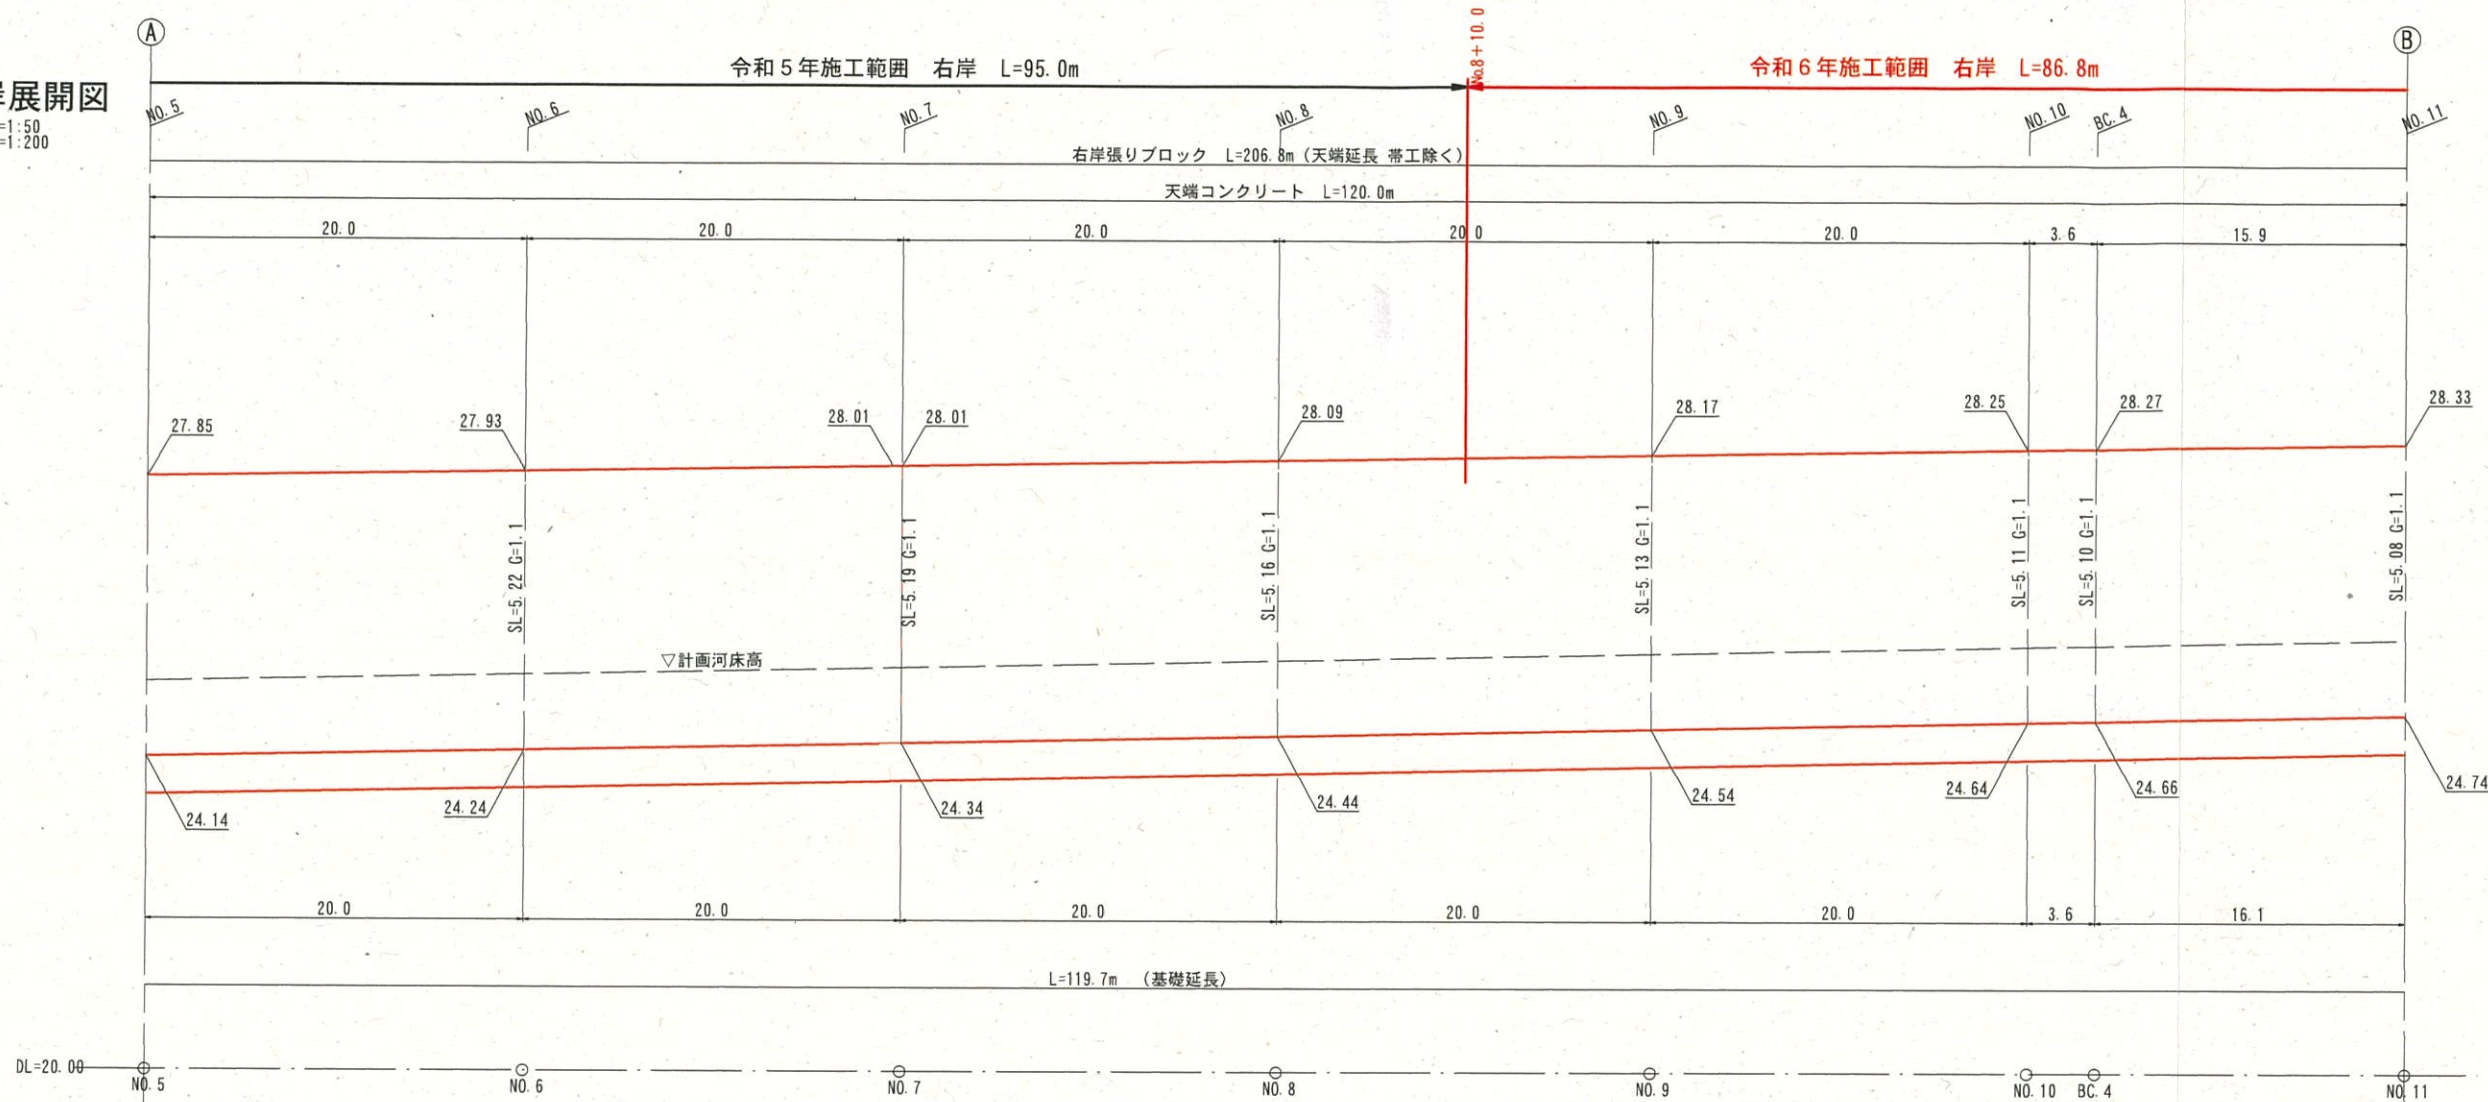 Ⓐ
No.8+10.0
Ⓑ
令和5年施工範囲 右岸 L=95.0m
令和6年施工範囲 右岸 L=86.8m
展開図
=1:50
=1:200
NO.5
NO.6
NO.7
NO.8
NO.9
NO.10
BC.4
NO.11
右岸張りブロック L=206.8m(天端延長 帯工除く)
天端コンクリート L=120.0m
20.0
20.0
20.0
20.0
20.0
3.6
15.9
27.85
27.93
28.01
28.01
28.09
28.17
28.25
28.27
28.33
SL=5.22 G=1.1
SL=5.19 G=1.1
SL=5.16 G=1.1
SL=5.13 G=1.1
SL=5.11 G=1.1
SL=5.10 G=1.1
SL=5.08 G=1.1
▽計画河床高
24.14
24.24
24.34
24.44
24.54
24.64
24.66
24.74
20.0
20.0
20.0
20.0
20.0
3.6
16.1
L=119.7m (基礎延長)
DL=20.00
NO.5
NO.6
NO.7
NO.8
NO.9
NO.10
BC.4
NO.11